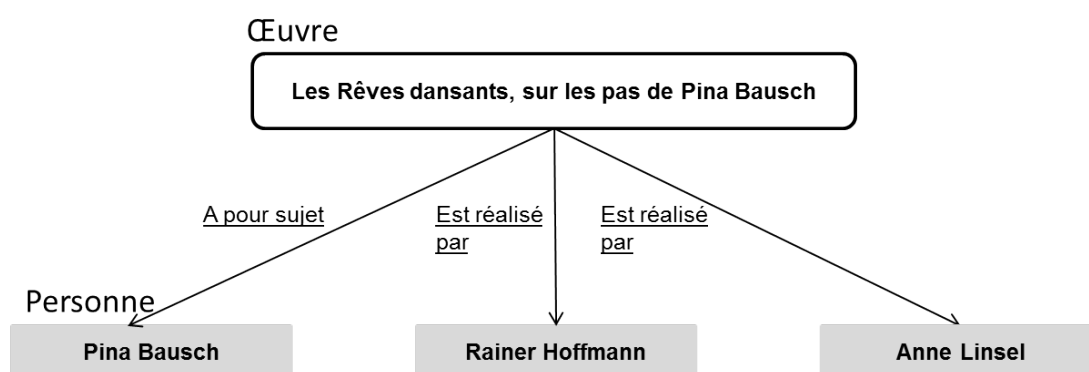 Œuvre
Les Rêves dansants, sur les pas de Pina Bausch
A pour sujet
Est réalisé
par
Est réalisé
par
Personne
Pina Bausch
Rainer Hoffmann
Anne Linsel